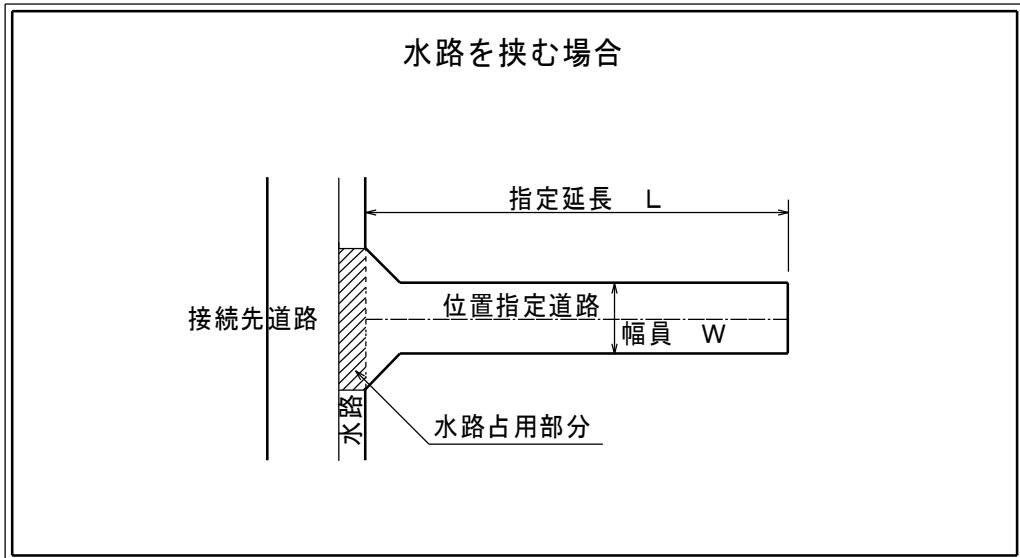 水路を挟む場合
指定延長　L
位置指定道路
接続先道路
幅員　W
水路
水路占用部分